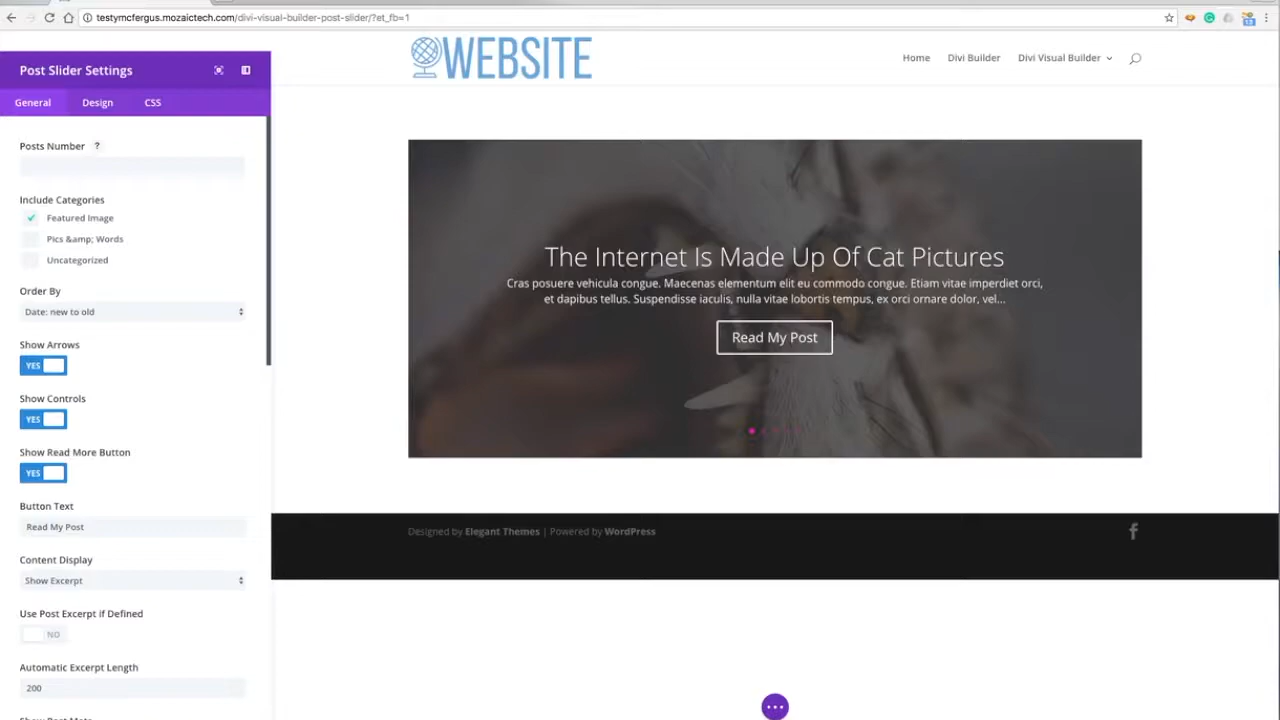 testymcfergus.mozaictech.com/divi-visual-builder-post-slider/?et_fb=1
WEBSITE
Home Divi Builder Divi Visual Builder
Post Slider Settings
General Design CSS
Posts Number ?
Include Categories
Featured Image
Pics &amp; Words
Uncategorized
Order By
Date: new to old
Show Arrows
YES
Show Controls
YES
Show Read More Button
YES
Button Text
Read My Post
Content Display
Show Excerpt
Use Post Excerpt if Defined
NO
Automatic Excerpt Length
200
The Internet Is Made Up Of Cat Pictures
Cras posuere vehicula congue. Maecenas elementum elit eu commodo congue. Etiam vitae imperdiet orci,
et dapibus tellus. Suspendisse iaculis, nulla vitae lobortis tempus, ex orci ornare dolor, vel...
Read My Post
Designed by Elegant Themes | Powered by WordPress